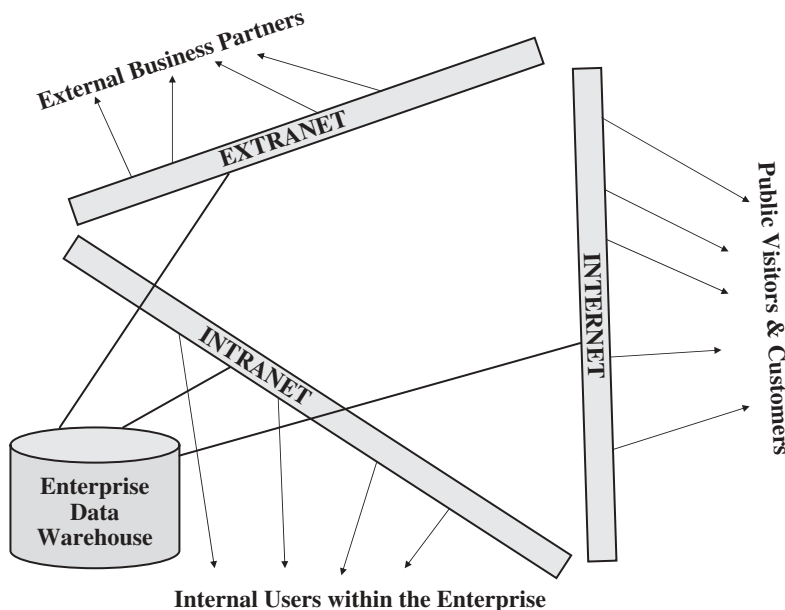 External Business Partners
EXTRANET
INTRANET
INTERNET
Public Visitors & Customers
Enterprise
Data
Warehouse
Internal Users within the Enterprise